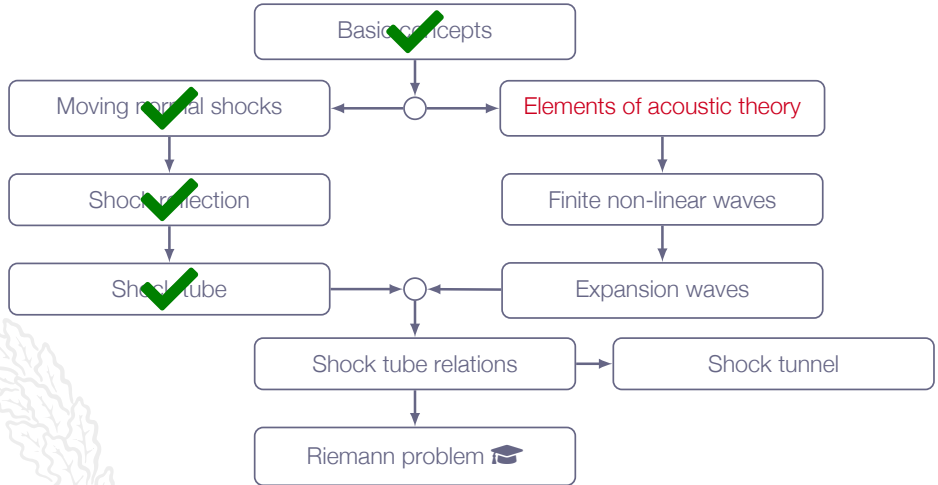 Basic concepts
Moving normal shocks
Elements of acoustic theory
Shock reflection
Finite non-linear waves
Shock tube
Expansion waves
Shock tube relations
Shock tunnel
Riemann problem